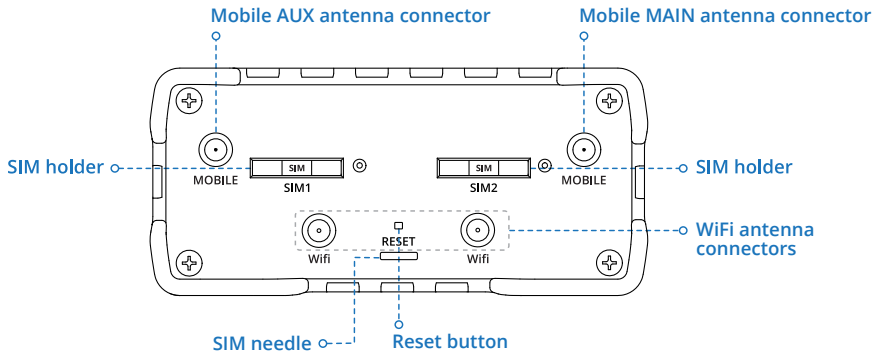 Mobile AUX antenna connector
Mobile MAIN antenna connector
SIM holder
MOBILE
SIM
SIM1
SIM
SIM2
MOBILE
SIM holder
WiFi antenna
connectors
Wifi
RESET
Wifi
SIM needle
Reset button